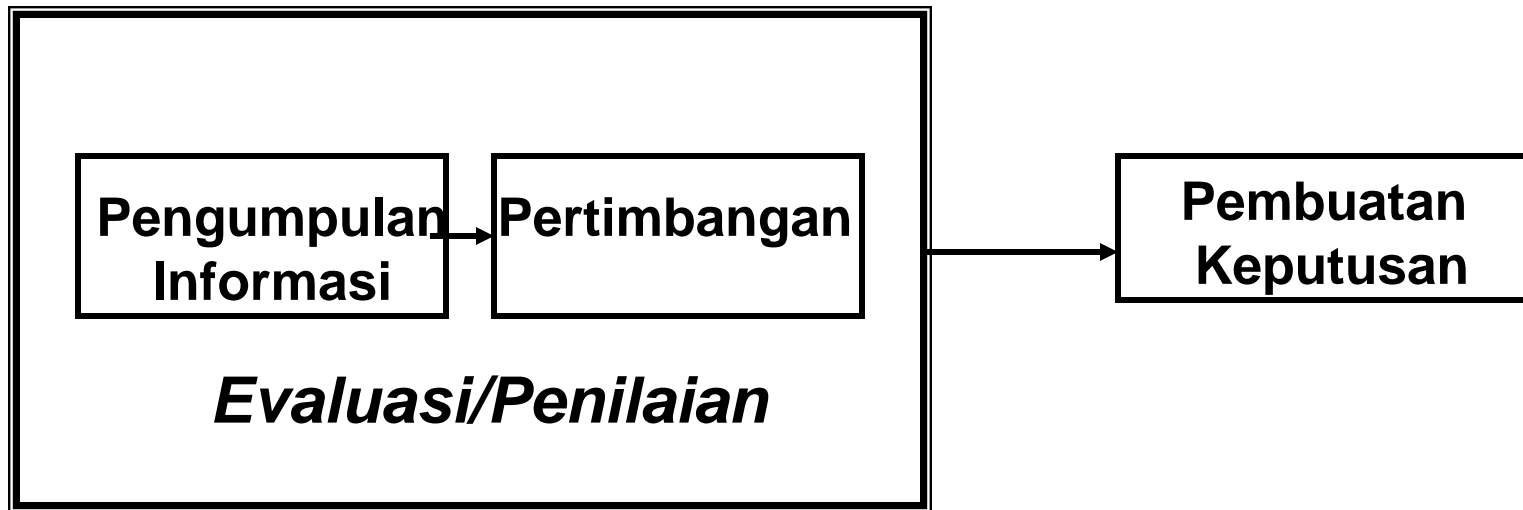 Pengumpulan
Informasi
Pertimbangan
Evaluasi/Penilaian
Pembuatan
Keputusan